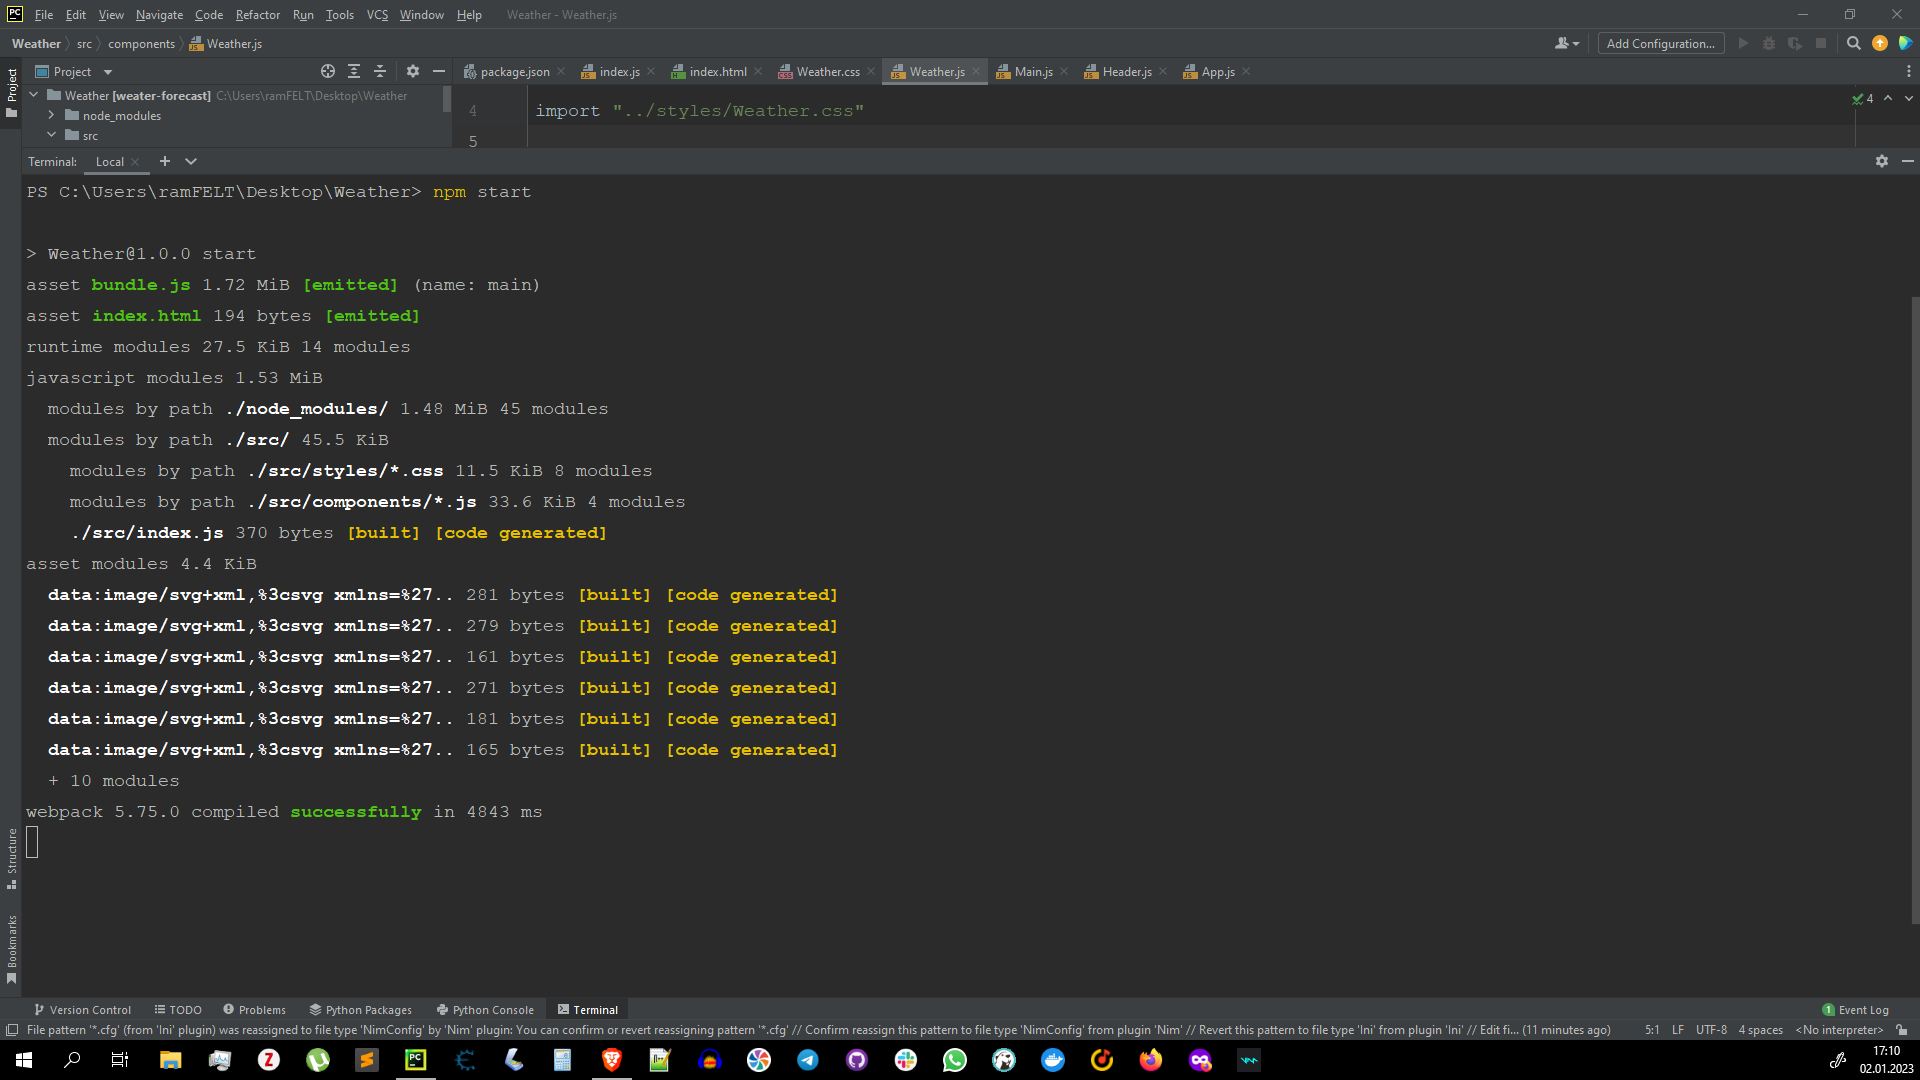 PC File Edit View Navigate Code Refactor Run Tools VCS Window Help Weather - Weather.js
Weather src components Weather.js Add Configuration...
Project package.json index.js index.html Weather.css Weather.js Main.js Header.js App.js
Project
Weather [weater-forecast] C:\Users\ramFELT\Desktop\Weather
node_modules
src
4 import "../styles/Weather.css" 4
5
Terminal: Local
PS C:\Users\ramFELT\Desktop\Weather> npm start
> Weather@1.0.0 start
asset bundle.js 1.72 MiB [emitted] (name: main)
asset index.html 194 bytes [emitted]
runtime modules 27.5 KiB 14 modules
javascript modules 1.53 MiB
modules by path ./node_modules/ 1.48 MiB 45 modules
modules by path ./src/ 45.5 KiB
modules by path ./src/styles/*.css 11.5 KiB 8 modules
modules by path ./src/components/*.js 33.6 KiB 4 modules
./src/index.js 370 bytes [built] [code generated]
asset modules 4.4 KiB
data:image/svg+xml,%3csvg xmlns=%27.. 281 bytes [built] [code generated]
data:image/svg+xml,%3csvg xmlns=%27.. 279 bytes [built] [code generated]
data:image/svg+xml,%3csvg xmlns=%27.. 161 bytes [built] [code generated]
data:image/svg+xml,%3csvg xmlns=%27.. 271 bytes [built] [code generated]
data:image/svg+xml,%3csvg xmlns=%27.. 181 bytes [built] [code generated]
data:image/svg+xml,%3csvg xmlns=%27.. 165 bytes [built] [code generated]
+ 10 modules
webpack 5.75.0 compiled successfully in 4843 ms
Structure
Bookmarks
Version Control TODO Problems Python Packages Python Console Terminal 1 Event Log
File pattern '*.cfg' (from 'Ini' plugin) was reassigned to file type 'NimConfig' by 'Nim' plugin: You can confirm or revert reassigning pattern '*.cfg' // Confirm reassign this pattern to file type 'NimConfig' from plugin 'Nim' // Revert this pattern to file type 'Ini' from plugin 'Ini' // Edit fi... (11 minutes ago) 5:1 LF UTF-8 4 spaces <No interpreter>
17:10
02.01.2023